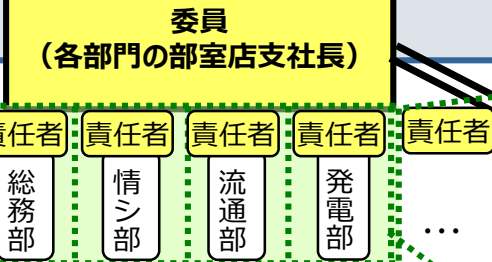 委員
（各部門の部室店支社長）
責任者 責任者 責任者 責任者 責任者
総務部 情シ部 流通部 発電部 …